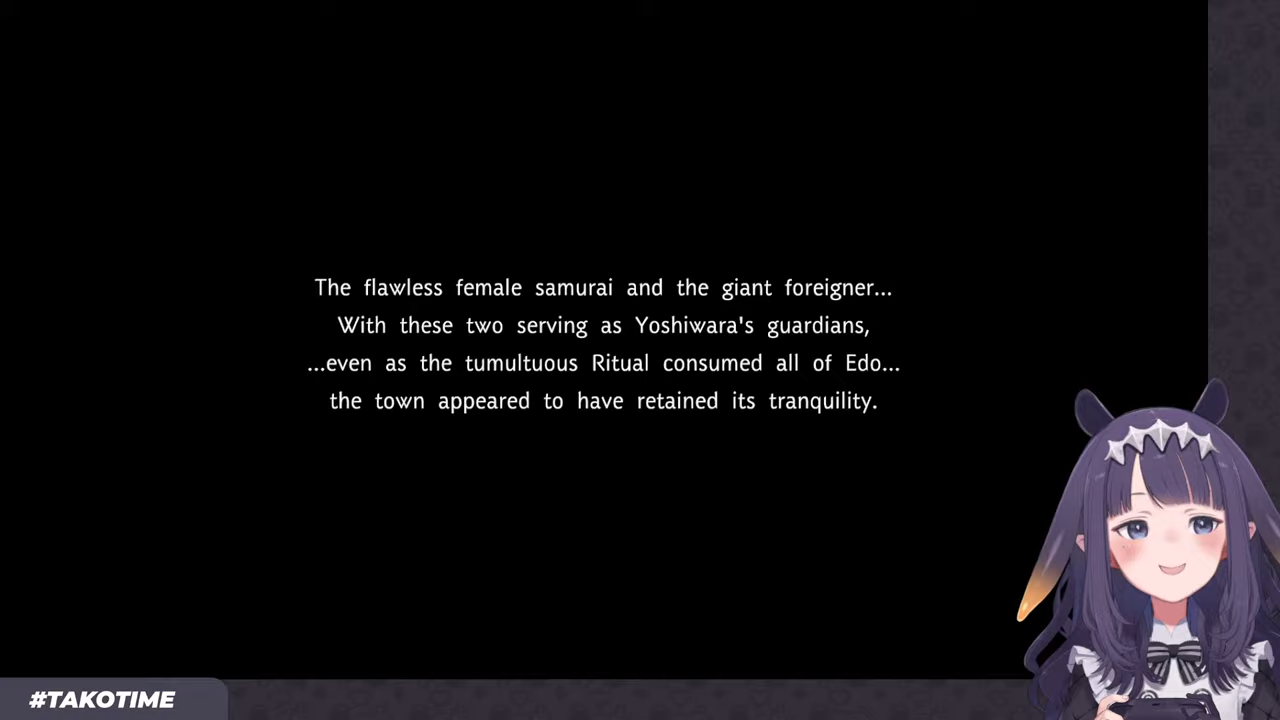 The flawless female samurai and the giant foreigner...
With these two serving as Yoshiwara's guardians,
...even as the tumultuous Ritual consumed all of Edo...
the town appeared to have retained its tranquility.
#TAKOTIME